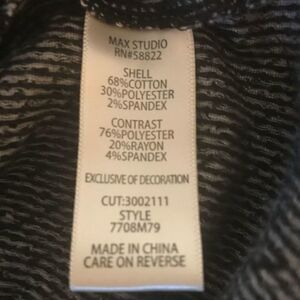 MAX STUDIO
RN#58822
SHELL
68%COTTON
30%POLYESTER
2%SPANDEX
CONTRAST
76%POLYESTER
20%RAYON
4%SPANDEX
EXCLUSIVE OF DECORATION
CUT:3002111
STYLE
7708M79
MADE IN CHINA
CARE ON REVERSE